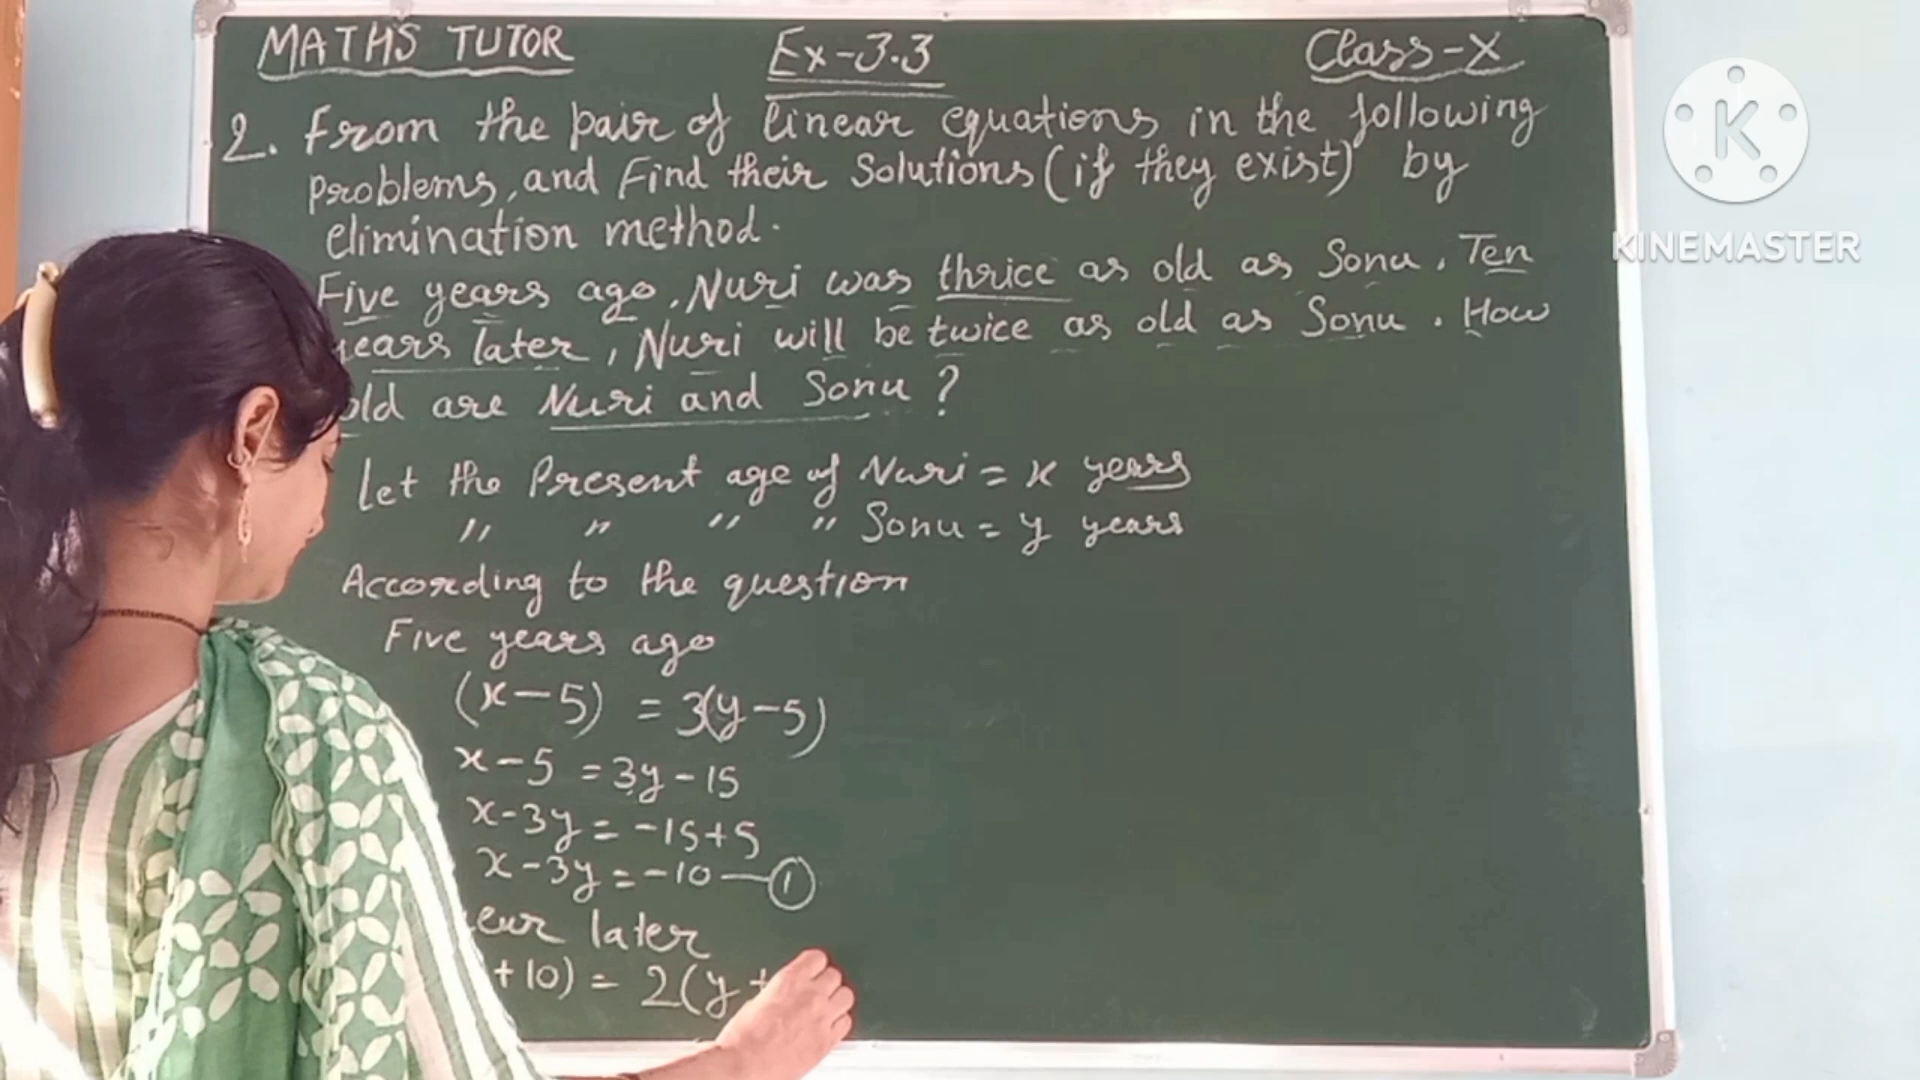 MATHS TUTOR Ex-3.3 Class-X
2. From the pair of linear equations in the following
problems, and Find their Solutions (if they exist) by
elimination method.
Five years ago, Nuri was thrice as old as Sonu. Ten
years later, Nuri will be twice as old as Sonu. How
old are Nuri and Sonu?
Let the Present age of Nuri = x years
" " " " Sonu = y years
According to the question
Five years ago
(x-5) = 3(y-5)
x-5 = 3y-15
x-3y = -15+5
x-3y = -10 — 1
later
+10) = 2(y+
K
KINEMASTER